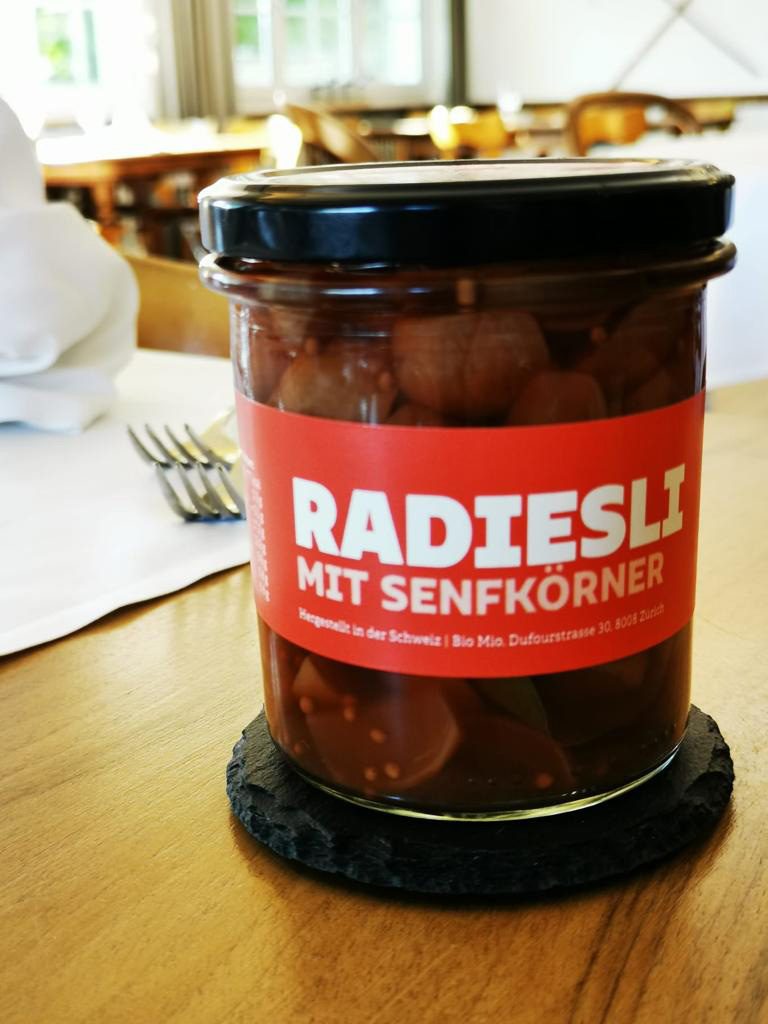 RADIESLI
MIT SENFKÖRNER
Hergestellt in der Schweiz | Bio Mio, Dufourstrasse 30, 8008 Zürich